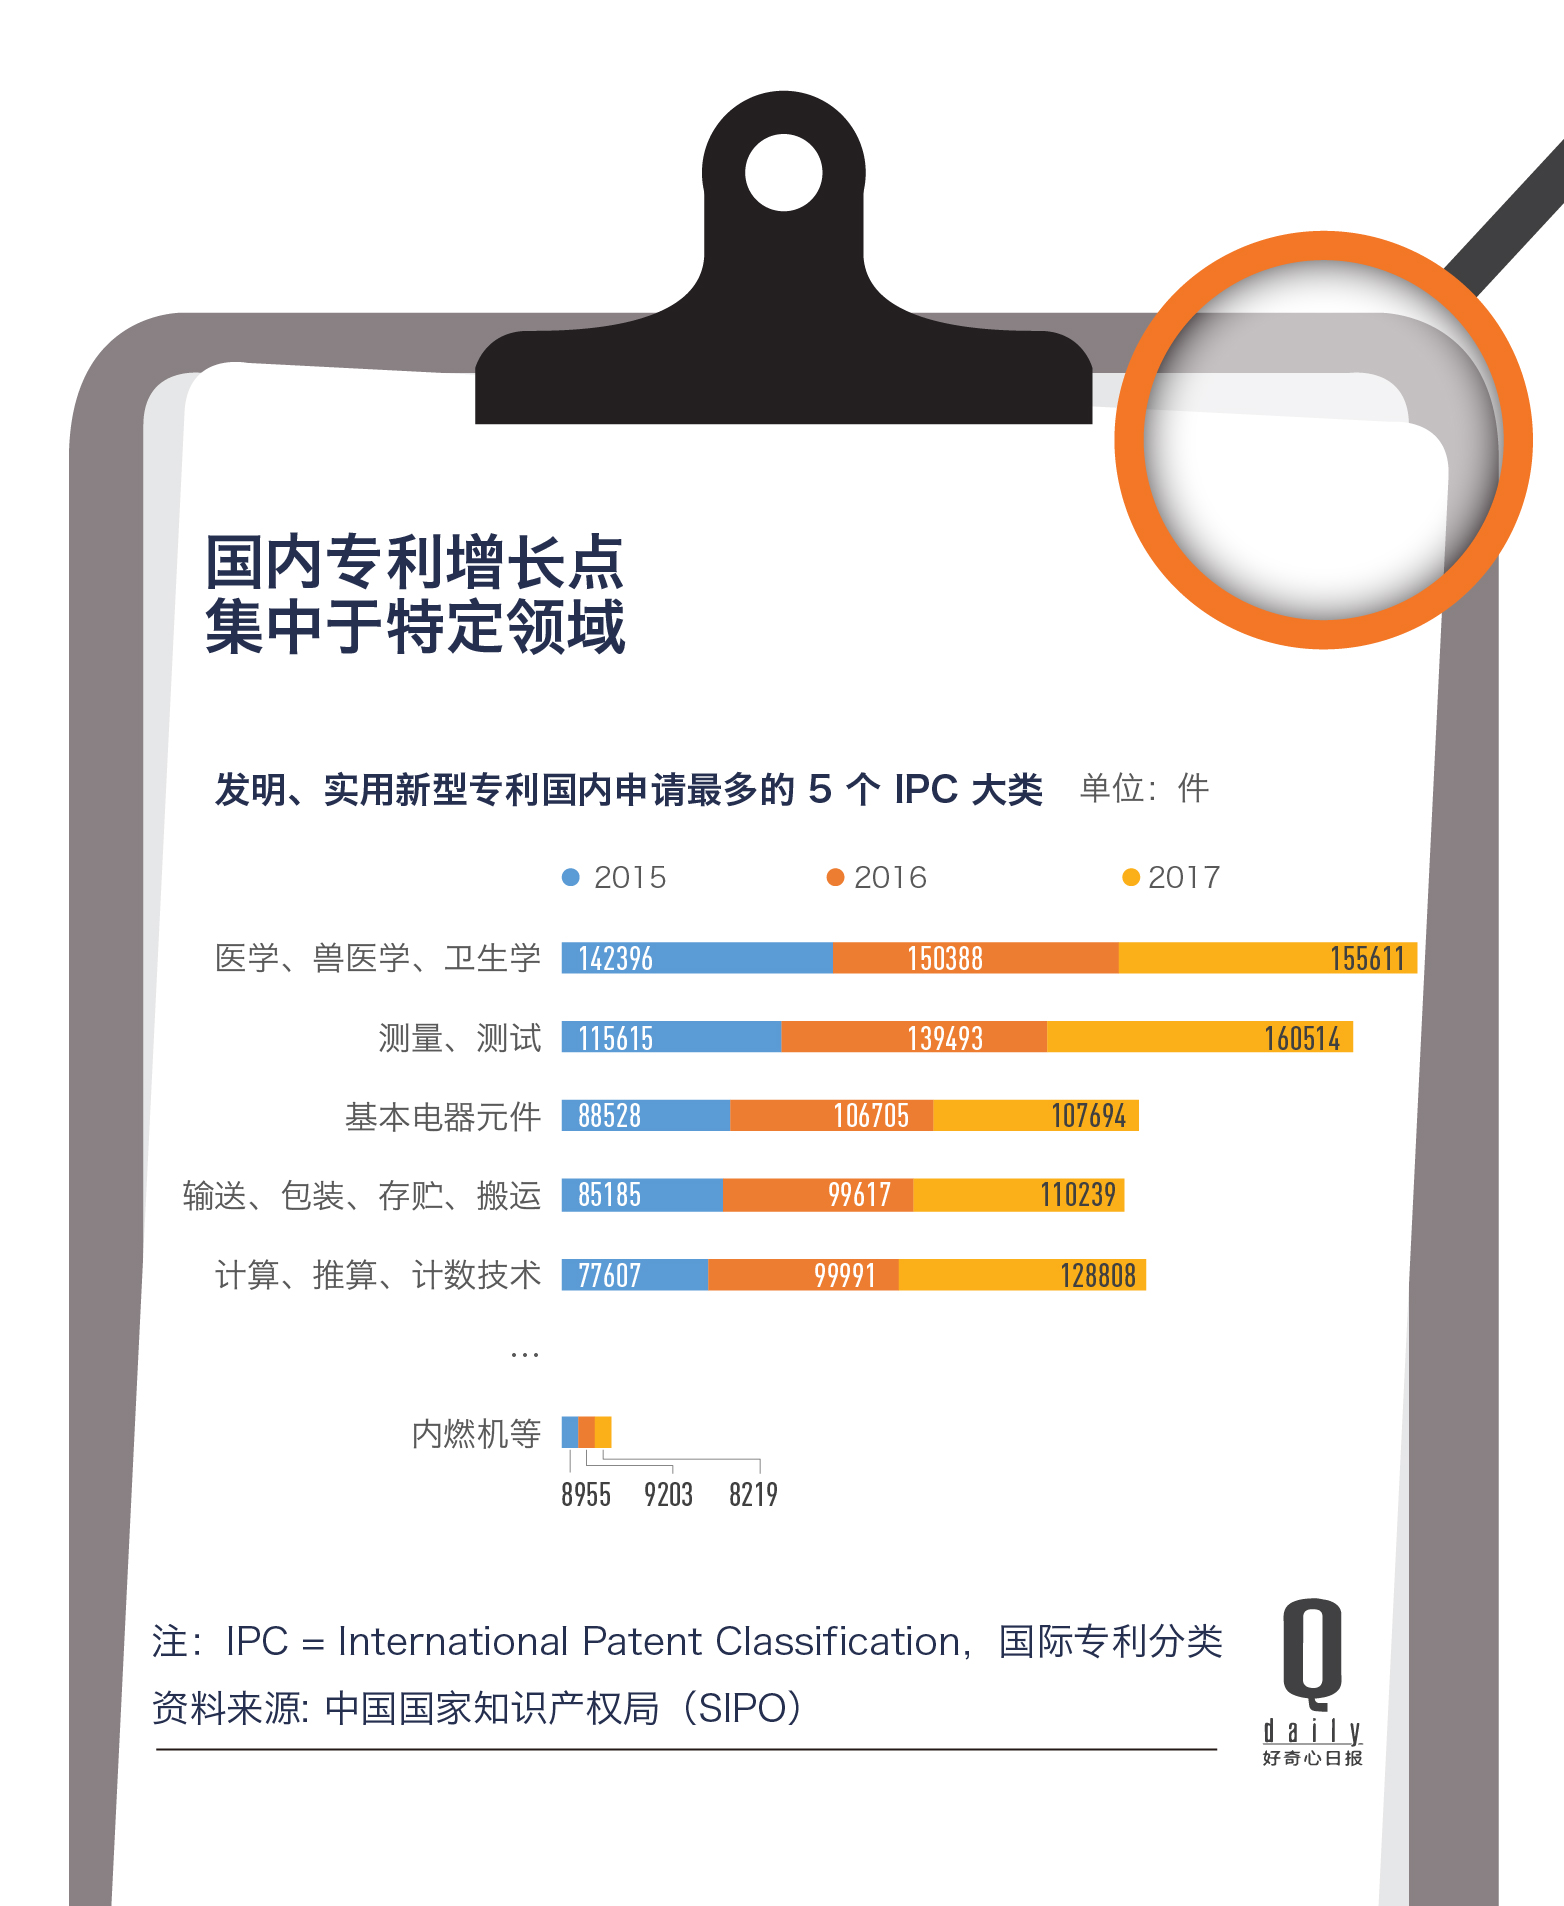 国内专利增长点
集中于特定领域
发明、实用新型专利国内申请最多的 5 个 IPC 大类 单位：件
2015 2016 2017
医学、兽医学、卫生学 142396 150388 155611
测量、测试 115615 139493 160514
基本电器元件 88528 106705 107694
输送、包装、存贮、搬运 85185 99617 110239
计算、推算、计数技术 77607 99991 128808
…
内燃机等
8955 9203 8219
注：IPC = International Patent Classification，国际专利分类
资料来源: 中国国家知识产权局（SIPO）
Q
daily
好奇心日报